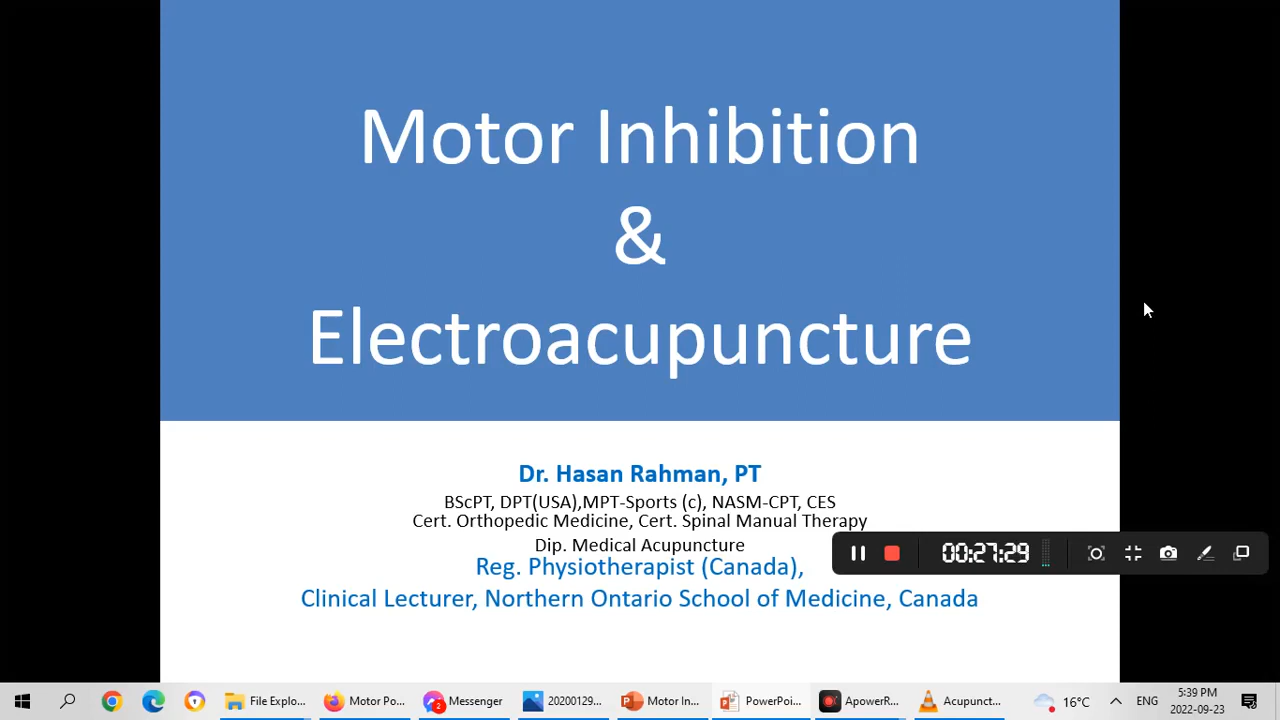 Motor Inhibition
&
Electroacupuncture
Dr. Hasan Rahman, PT
BScPT, DPT(USA),MPT-Sports (c), NASM-CPT, CES
Cert. Orthopedic Medicine, Cert. Spinal Manual Therapy
Dip. Medical Acupuncture
Reg. Physiotherapist (Canada),
Clinical Lecturer, Northern Ontario School of Medicine, Canada
00:27:29
File Explo...
Motor Po...
2
Messenger
20200129...
Motor In...
PowerPoi...
ApowerR...
Acupunct...
16°C
ENG
5:39 PM
2022-09-23